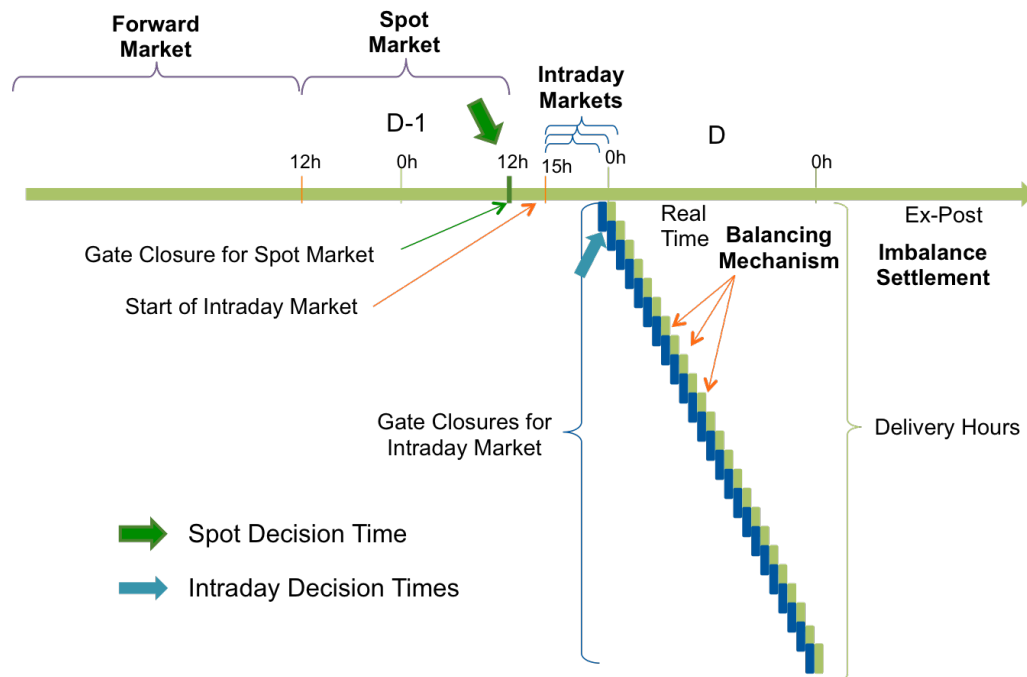 Forward
Market
Spot
Market
Intraday
Markets
D-1
D
12h
0h
12h
15h
0h
0h
Real
Time
Ex-Post
Gate Closure for Spot Market
Balancing
Mechanism
Imbalance
Settlement
Start of Intraday Market
Gate Closures for
Intraday Market
Delivery Hours
Spot Decision Time
Intraday Decision Times